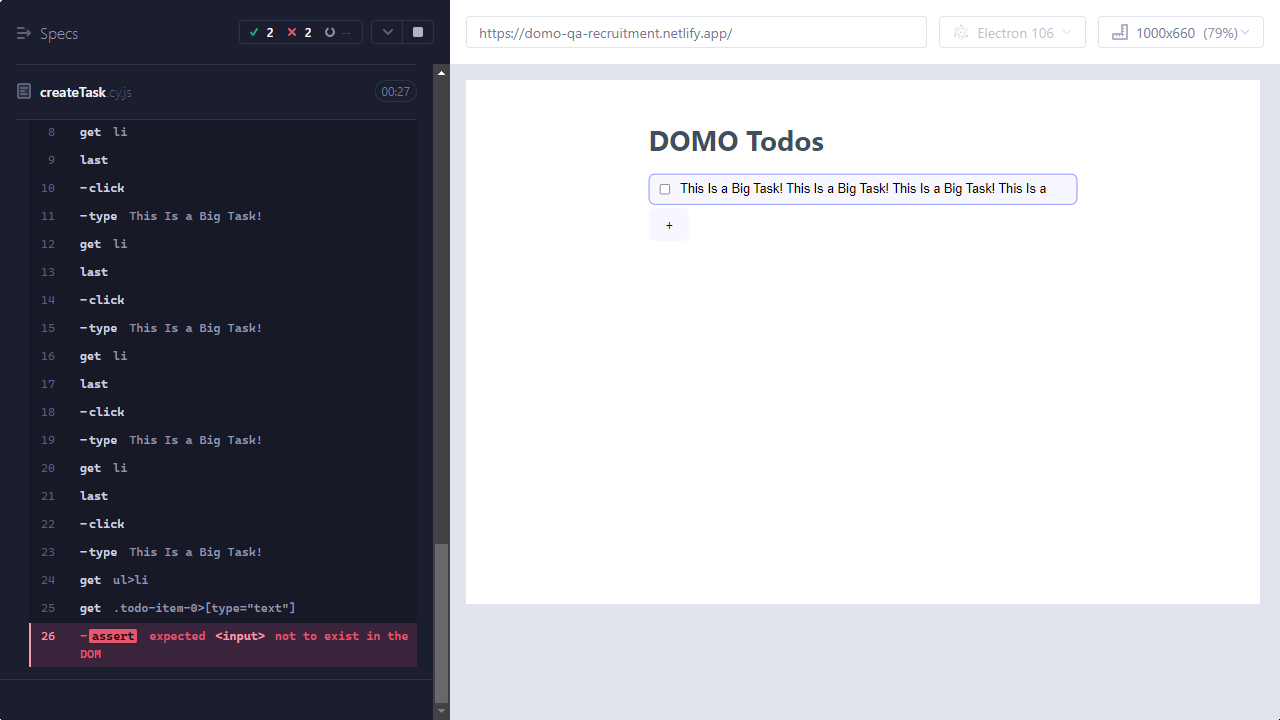 Specs
2
2
--
createTask.cy.js
00:27
8 get li
9 last
10 -click
11 -type This Is a Big Task!
12 get li
13 last
14 -click
15 -type This Is a Big Task!
16 get li
17 last
18 -click
19 -type This Is a Big Task!
20 get li
21 last
22 -click
23 -type This Is a Big Task!
24 get ul>li
25 get .todo-item-0>[type="text"]
26 -assert expected <input> not to exist in the
DOM
https://domo-qa-recruitment.netlify.app/
Electron 106
1000x660 (79%)
DOMO Todos
This Is a Big Task! This Is a Big Task! This Is a Big Task! This Is a
+